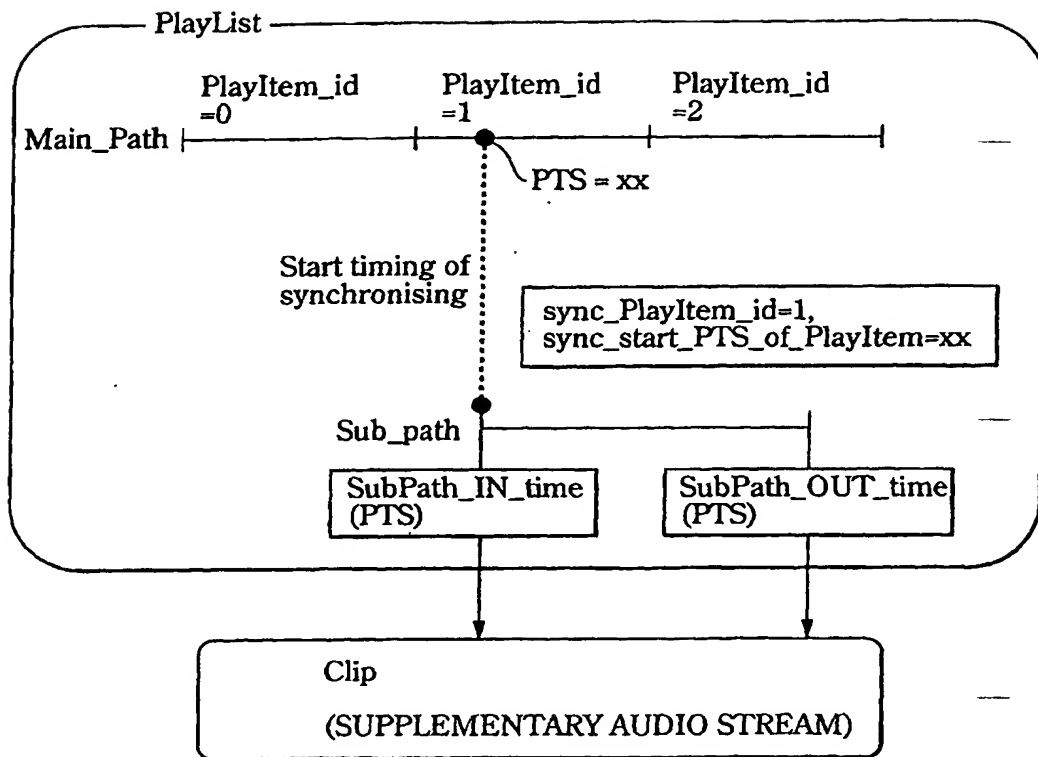 PlayList
PlayItem_id
=0
PlayItem_id
=1
PlayItem_id
=2
Main_Path
PTS = xx
Start timing of
synchronising
sync_PlayItem_id=1,
sync_start_PTS_of_PlayItem=xx
Sub_path
SubPath_IN_time
(PTS)
SubPath_OUT_time
(PTS)
Clip
(SUPPLEMENTARY AUDIO STREAM)